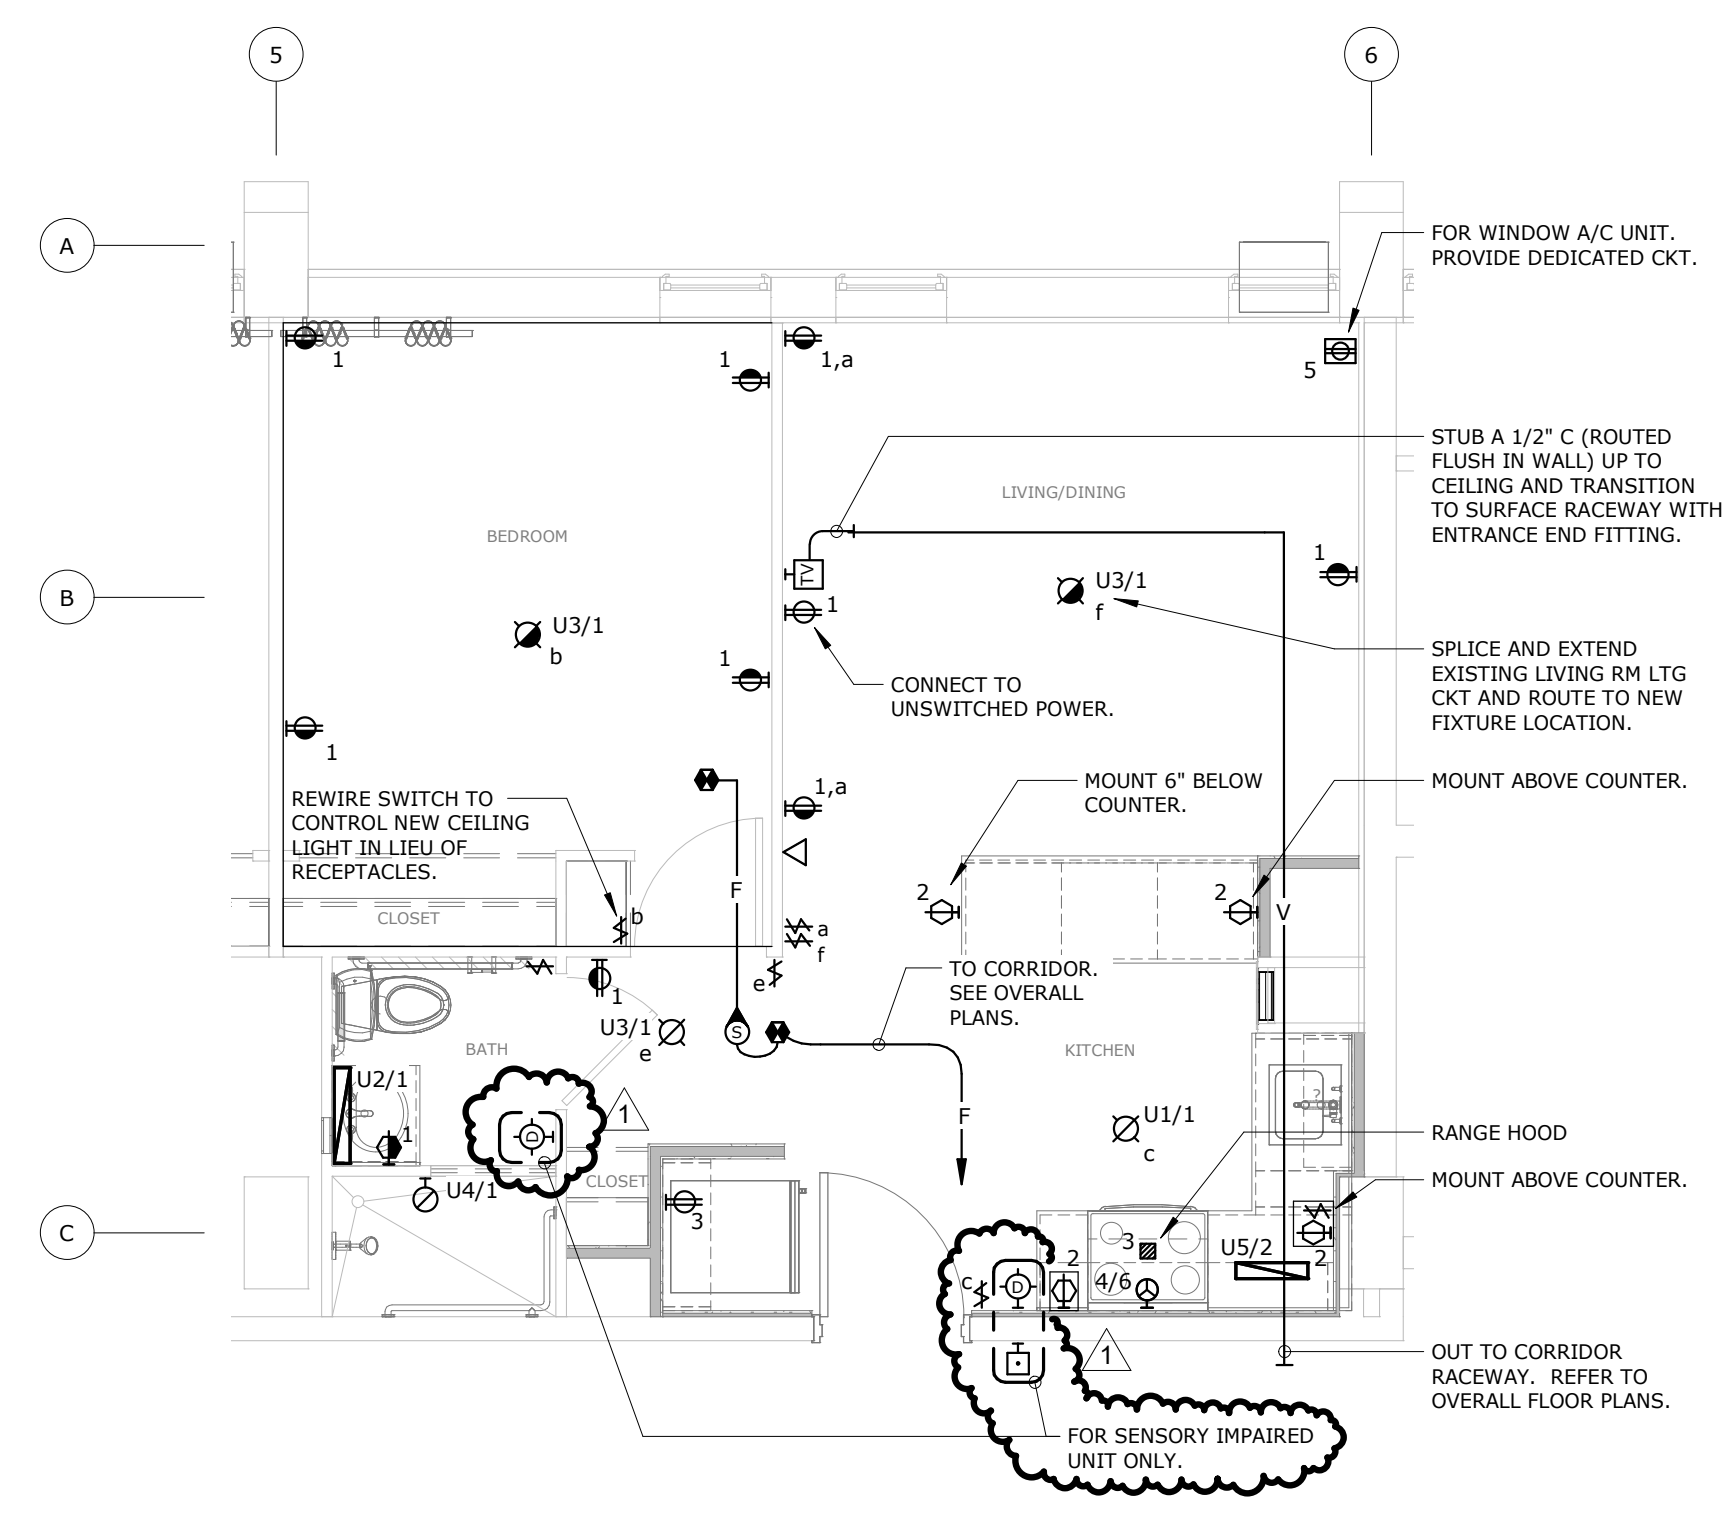 5
6
A
FOR WINDOW A/C UNIT.
PROVIDE DEDICATED CKT.
1
1
1,a
5
STUB A 1/2" C (ROUTED
FLUSH IN WALL) UP TO
CEILING AND TRANSITION
TO SURFACE RACEWAY WITH
ENTRANCE END FITTING.
LIVING/DINING
BEDROOM
TV
1
1
B
U3/1
b
U3/1
f
1
SPLICE AND EXTEND
EXISTING LIVING RM LTG
CKT AND ROUTE TO NEW
FIXTURE LOCATION.
CONNECT TO
UNSWITCHED POWER.
1
1,a
MOUNT 6" BELOW
COUNTER.
MOUNT ABOVE COUNTER.
REWIRE SWITCH TO
CONTROL NEW CEILING
LIGHT IN LIEU OF
RECEPTACLES.
F
2
2
V
CLOSET
b
a
f
e
TO CORRIDOR.
SEE OVERALL
PLANS.
1
U3/1
e
S
BATH
KITCHEN
U2/1
1
D
1
F
U1/1
c
?
RANGE HOOD
MOUNT ABOVE COUNTER.
U4/1
CLOSET
3
C
c
D
2
3
4/6
U5/2
2
1
OUT TO CORRIDOR
RACEWAY. REFER TO
OVERALL FLOOR PLANS.
FOR SENSORY IMPAIRED
UNIT ONLY.